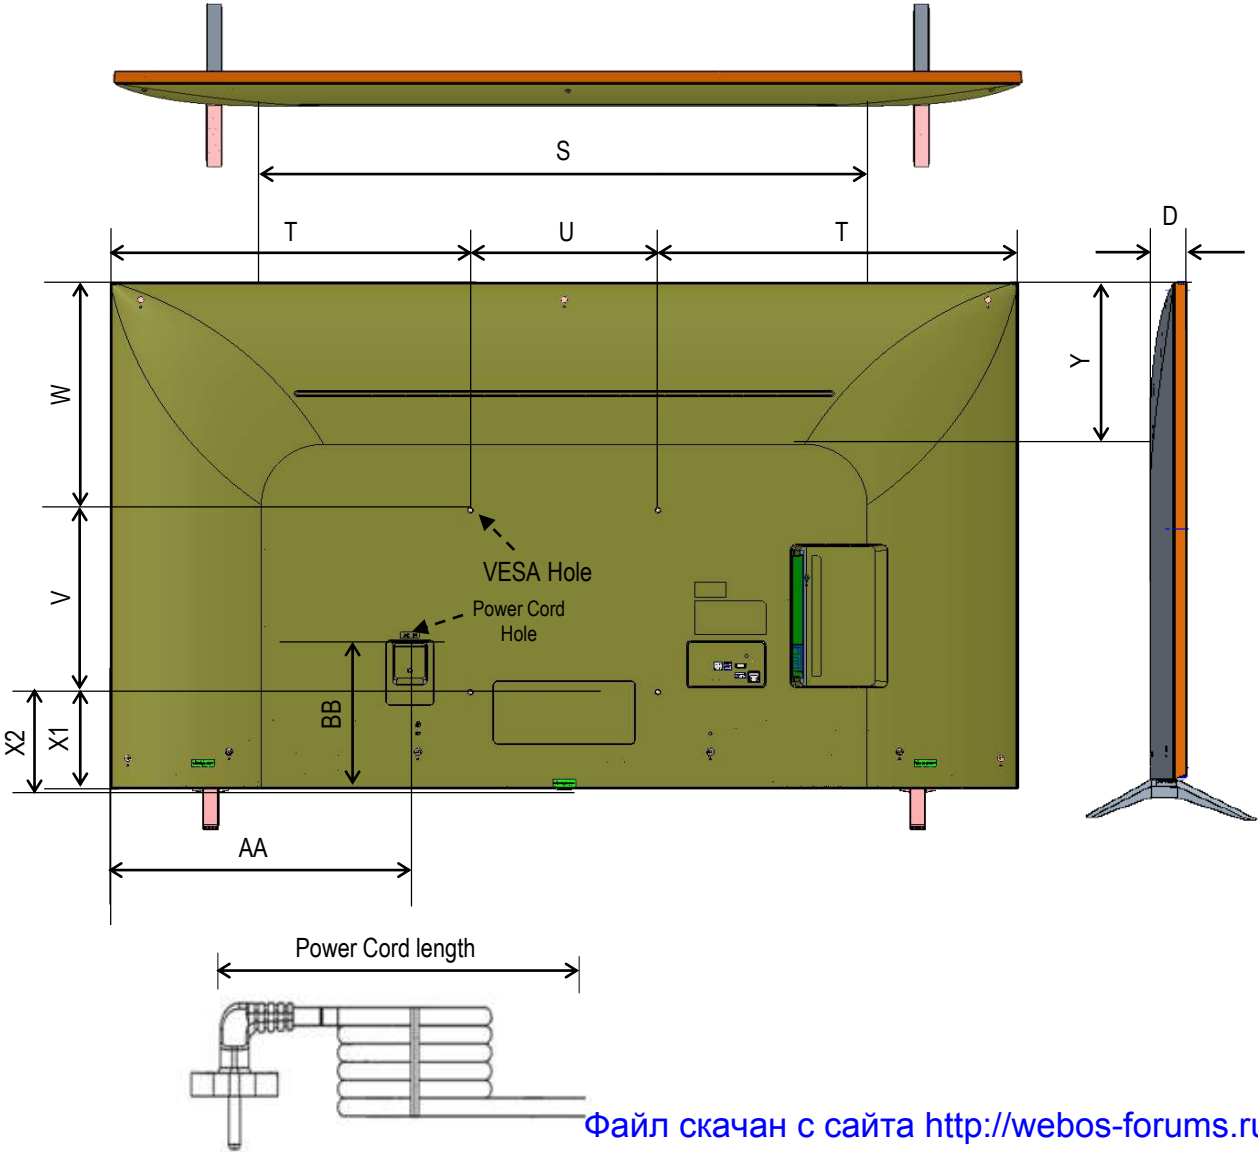 S
T
U
T
D
W
Y
VESA Hole
V
Power Cord
Hole
BB
X2
X1
AA
Power Cord length
Файл скачан с сайта http://webos-forums.ru